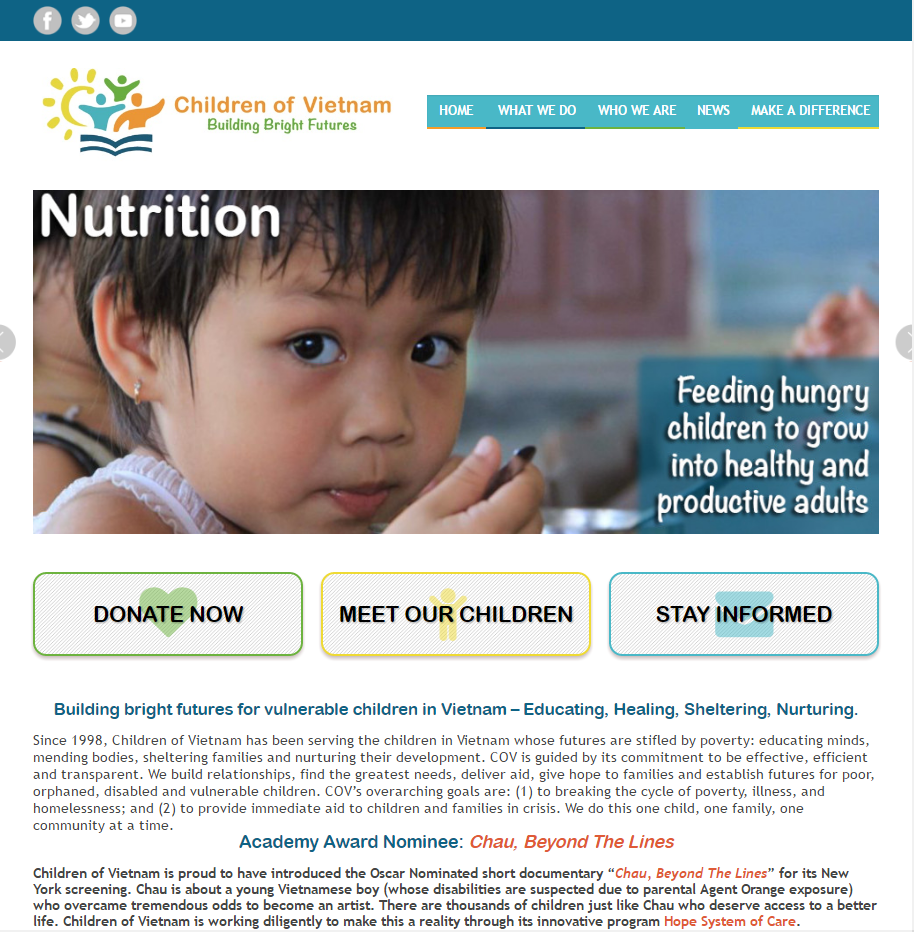 Children of Vietnam
Building Bright Futures
HOME WHAT WE DO WHO WE ARE NEWS MAKE A DIFFERENCE
Nutrition
Feeding hungry
children to grow
into healthy and
productive adults
DONATE NOW MEET OUR CHILDREN STAY INFORMED
Building bright futures for vulnerable children in Vietnam – Educating, Healing, Sheltering, Nurturing.
Since 1998, Children of Vietnam has been serving the children in Vietnam whose futures are stifled by poverty: educating minds,
mending bodies, sheltering families and nurturing their development. COV is guided by its commitment to be effective, efficient
and transparent. We build relationships, find the greatest needs, deliver aid, give hope to families and establish futures for poor,
orphaned, disabled and vulnerable children. COV’s overarching goals are: (1) to breaking the cycle of poverty, illness, and
homelessness; and (2) to provide immediate aid to children and families in crisis. We do this one child, one family, one
community at a time.
Academy Award Nominee: Chau, Beyond The Lines
Children of Vietnam is proud to have introduced the Oscar Nominated short documentary “Chau, Beyond The Lines” for its New
York screening. Chau is about a young Vietnamese boy (whose disabilities are suspected due to parental Agent Orange exposure)
who overcame tremendous odds to become an artist. There are thousands of children just like Chau who deserve access to a better
life. Children of Vietnam is working diligently to make this a reality through its innovative program Hope System of Care.